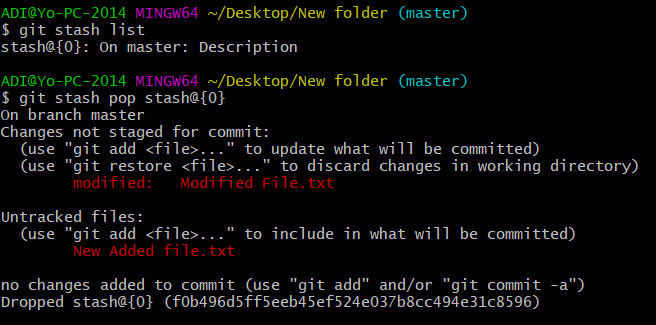 ADI@Yo-PC-2014 MINGW64 ~/Desktop/New folder (master)
$ git stash list
stash@{0}: On master: Description
ADI@Yo-PC-2014 MINGW64 ~/Desktop/New folder (master)
$ git stash pop stash@{0}
On branch master
Changes not staged for commit:
  (use "git add <file>..." to update what will be committed)
  (use "git restore <file>..." to discard changes in working directory)
        modified:   Modified File.txt
Untracked files:
  (use "git add <file>..." to include in what will be committed)
        New Added file.txt
no changes added to commit (use "git add" and/or "git commit -a")
Dropped stash@{0} (f0b496d5ff5eeb45ef524e037b8cc494e31c8596)